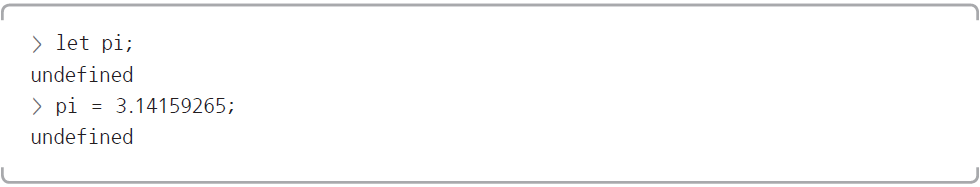 > let pi;
undefined
> pi = 3.14159265;
undefined